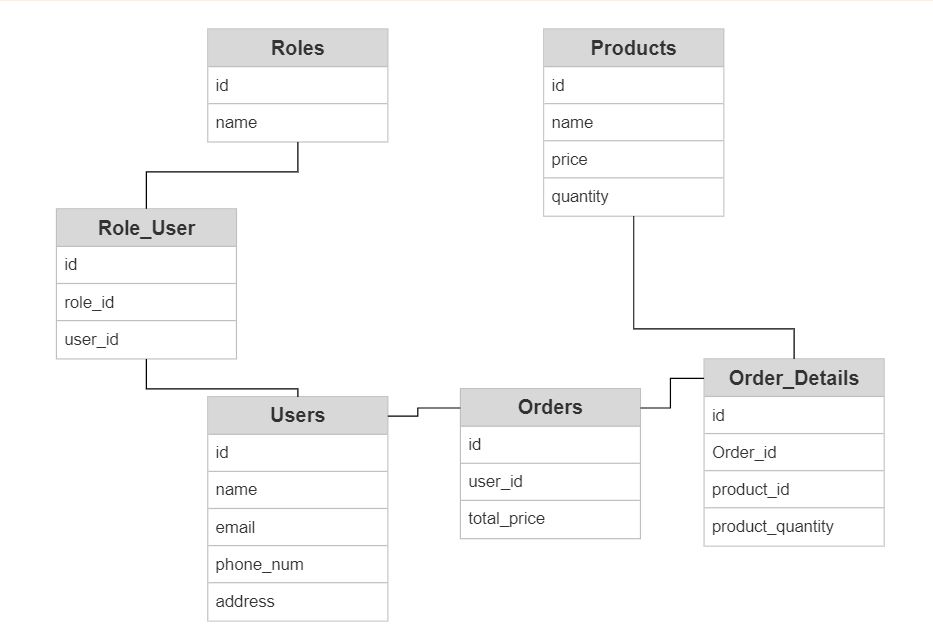 Roles
id
name
Products
id
name
price
quantity
Role_User
id
role_id
user_id
Users
id
name
email
phone_num
address
Orders
id
user_id
total_price
Order_Details
id
Order_id
product_id
product_quantity